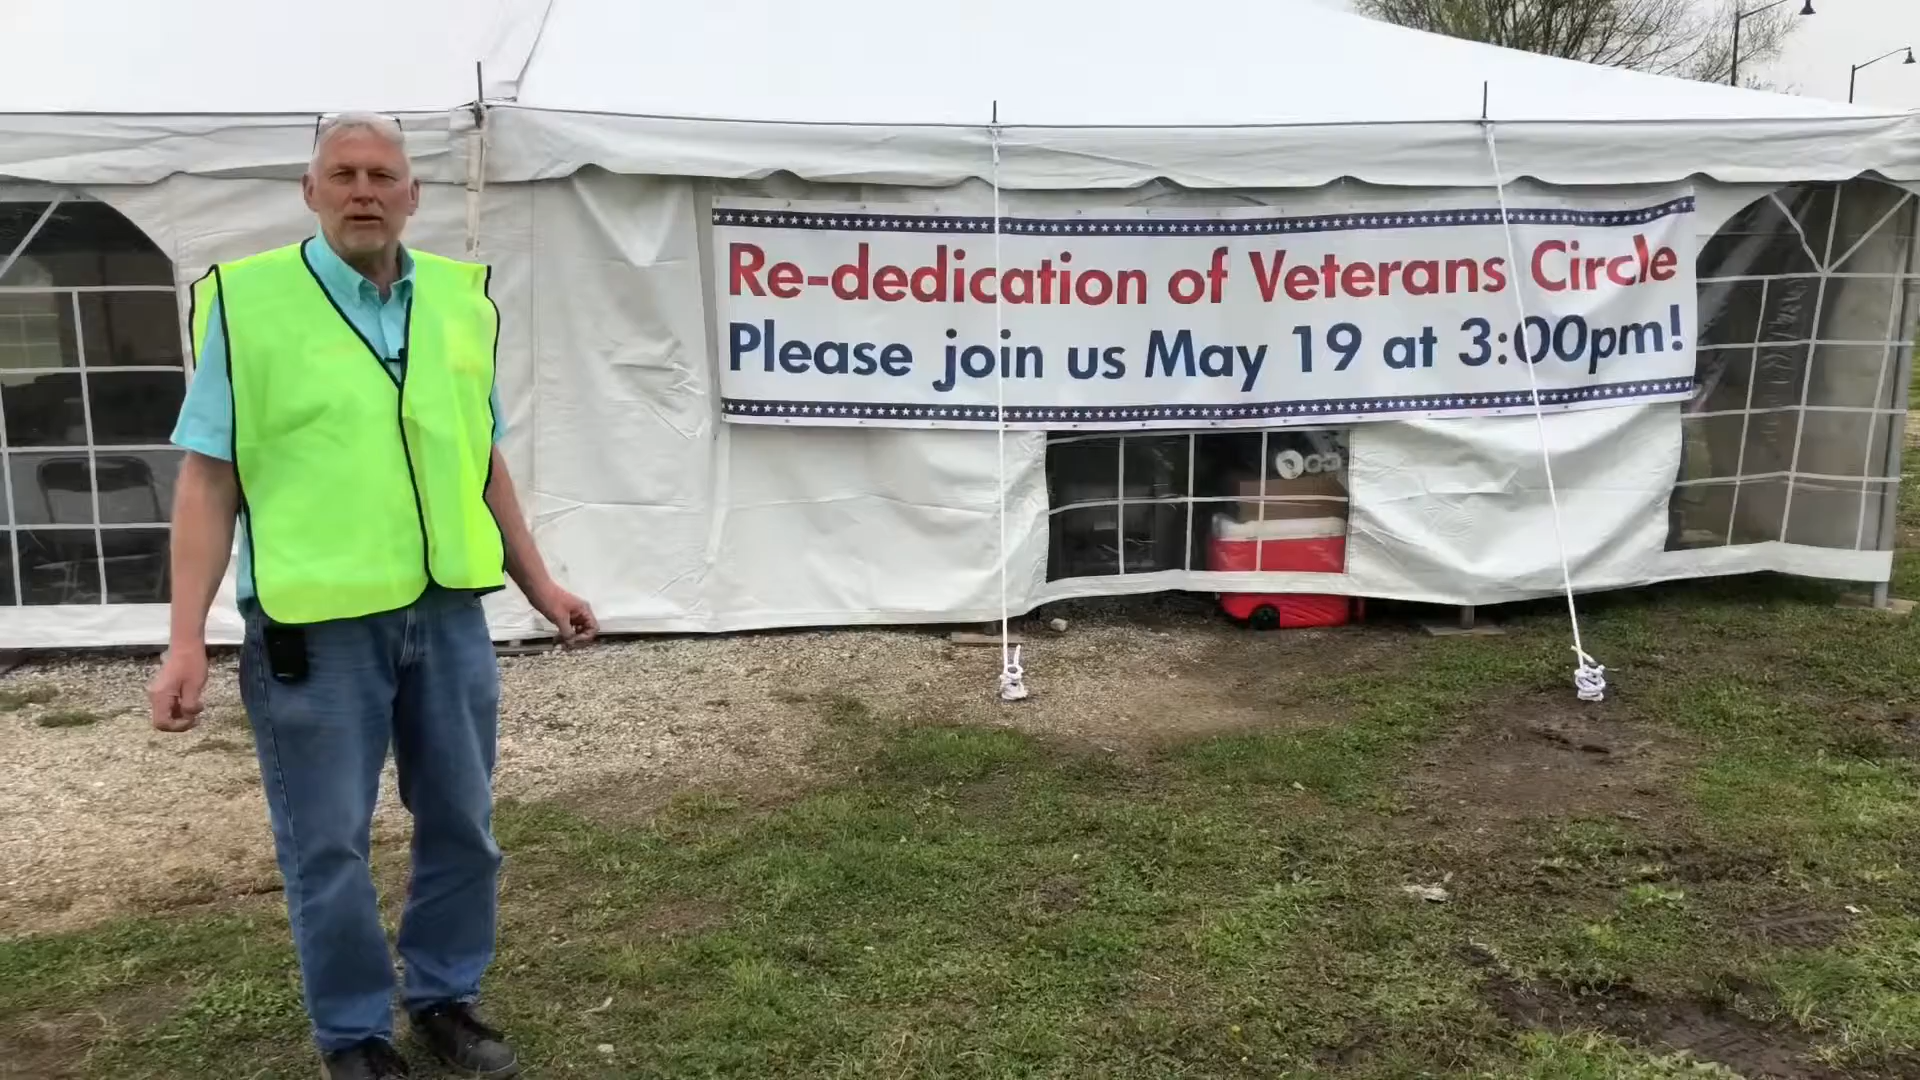 Re-dedication of Veterans Circle
Please join us May 19 at 3:00pm!